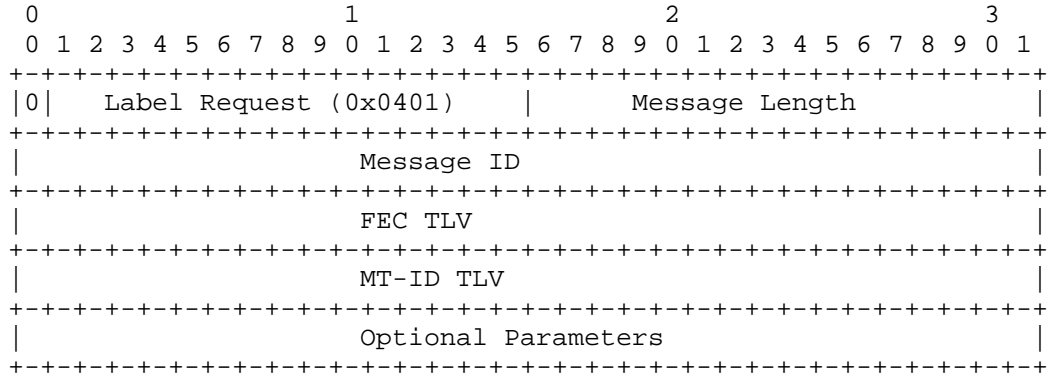 0                   1                   2                   3
 0 1 2 3 4 5 6 7 8 9 0 1 2 3 4 5 6 7 8 9 0 1 2 3 4 5 6 7 8 9 0 1
+-+-+-+-+-+-+-+-+-+-+-+-+-+-+-+-+-+-+-+-+-+-+-+-+-+-+-+-+-+-+-+-+
|0|   Label Request (0x0401)    |      Message Length           |
+-+-+-+-+-+-+-+-+-+-+-+-+-+-+-+-+-+-+-+-+-+-+-+-+-+-+-+-+-+-+-+-+
|                     Message ID                                |
+-+-+-+-+-+-+-+-+-+-+-+-+-+-+-+-+-+-+-+-+-+-+-+-+-+-+-+-+-+-+-+-+
|                     FEC TLV                                   |
+-+-+-+-+-+-+-+-+-+-+-+-+-+-+-+-+-+-+-+-+-+-+-+-+-+-+-+-+-+-+-+-+
|                     MT-ID TLV                                 |
+-+-+-+-+-+-+-+-+-+-+-+-+-+-+-+-+-+-+-+-+-+-+-+-+-+-+-+-+-+-+-+-+
|                     Optional Parameters                       |
+-+-+-+-+-+-+-+-+-+-+-+-+-+-+-+-+-+-+-+-+-+-+-+-+-+-+-+-+-+-+-+-+